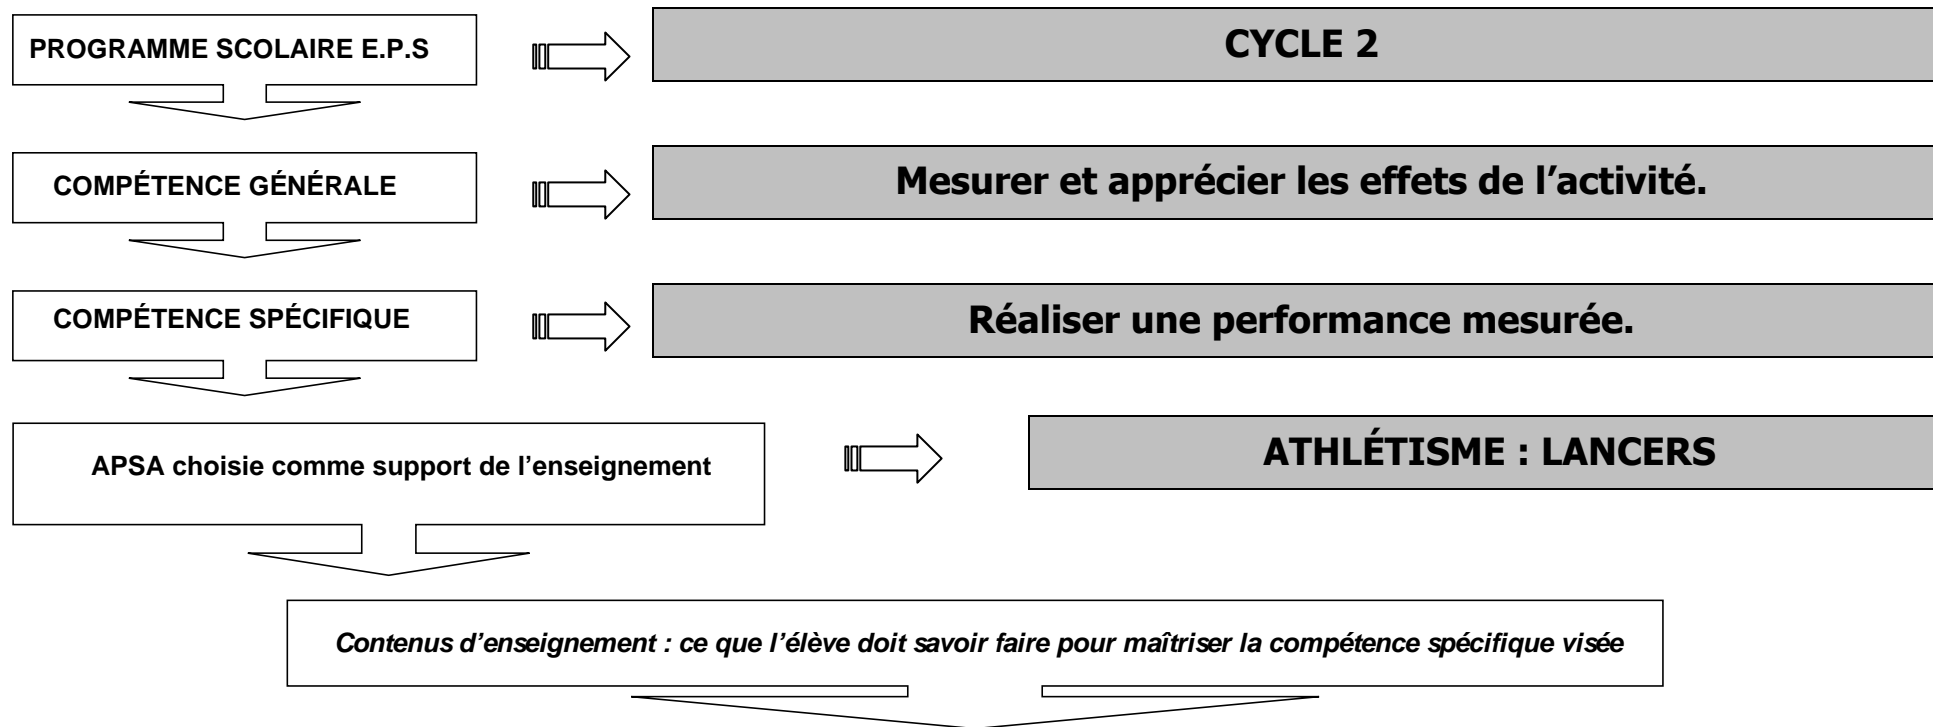 PROGRAMME SCOLAIRE E.P.S
CYCLE 2
COMPÉTENCE GÉNÉRALE
Mesurer et apprécier les effets de l’activité.
COMPÉTENCE SPÉCIFIQUE
Réaliser une performance mesurée.
APSA choisie comme support de l’enseignement
ATHLÉTISME : LANCERS
Contenus d’enseignement : ce que l’élève doit savoir faire pour maîtriser la compétence spécifique visée